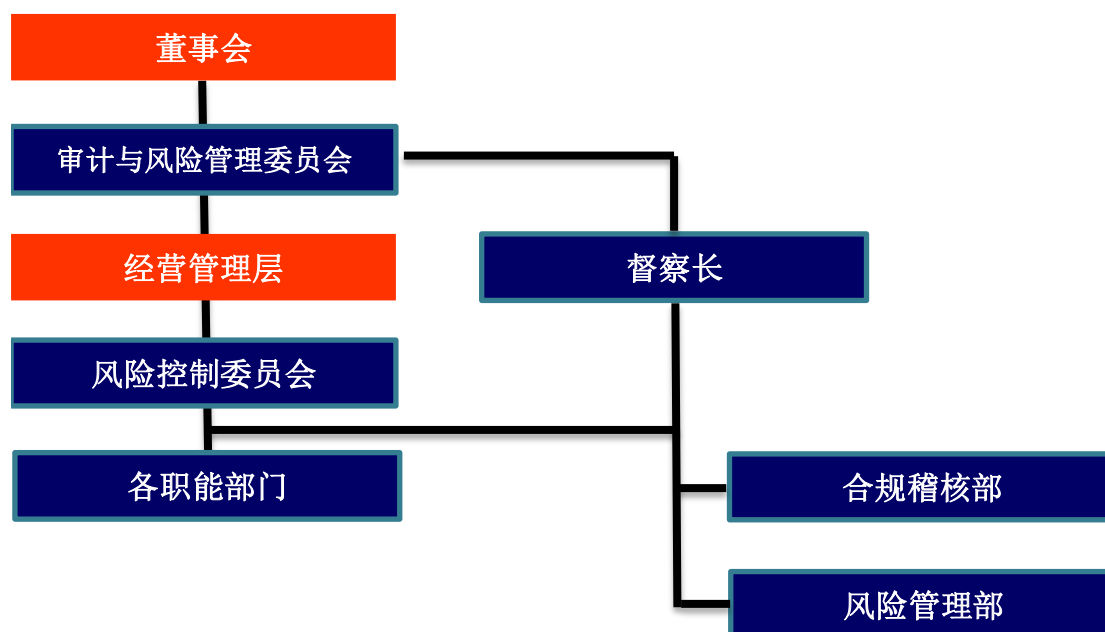 董事会
审计与风险管理委员会
经营管理层
督察长
风险控制委员会
各职能部门
合规稽核部
风险管理部